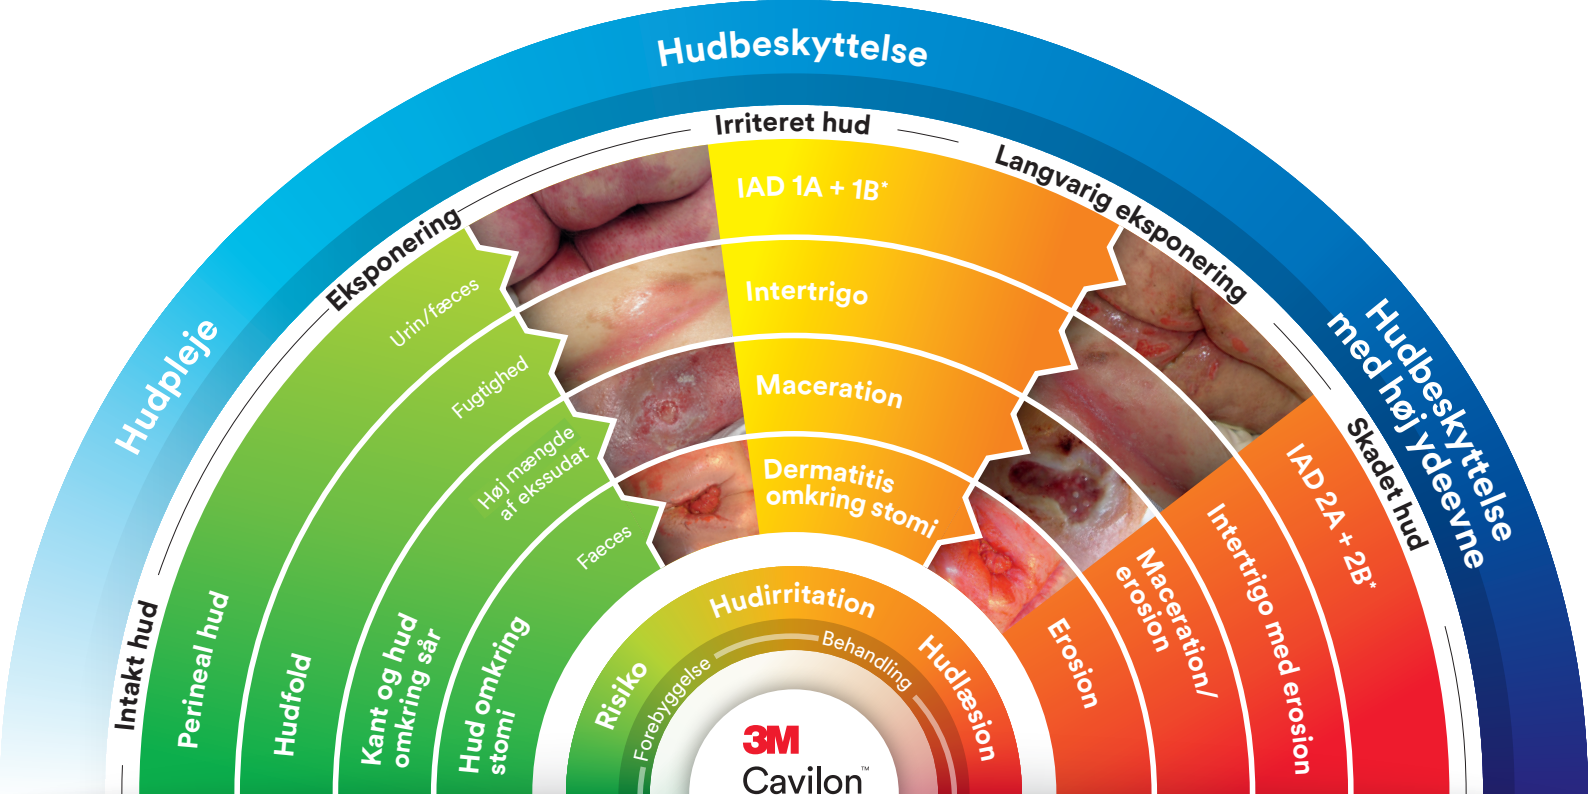 Hudbeskyttelse
Hudpleje
Hudbeskyttelse
med høj ydeevne
Intakt hud
Eksponering
Irriteret hud
Langvarig eksponering
Skadet hud
Urin/fæces
Fugtighed
Høj mængde
af ekssudat
Faeces
Perineal hud
Hudfold
Kant og hud
omkring sår
Hud omkring
stomi
IAD 1A + 1B*
Intertrigo
Maceration
Dermatitis
omkring stomi
IAD 2A + 2B*
Intertrigo med erosion
Maceration/
erosion
Erosion
Risiko
Hudirritation
Hudlæsion
Forebyggelse
Behandling
3M
Cavilon™